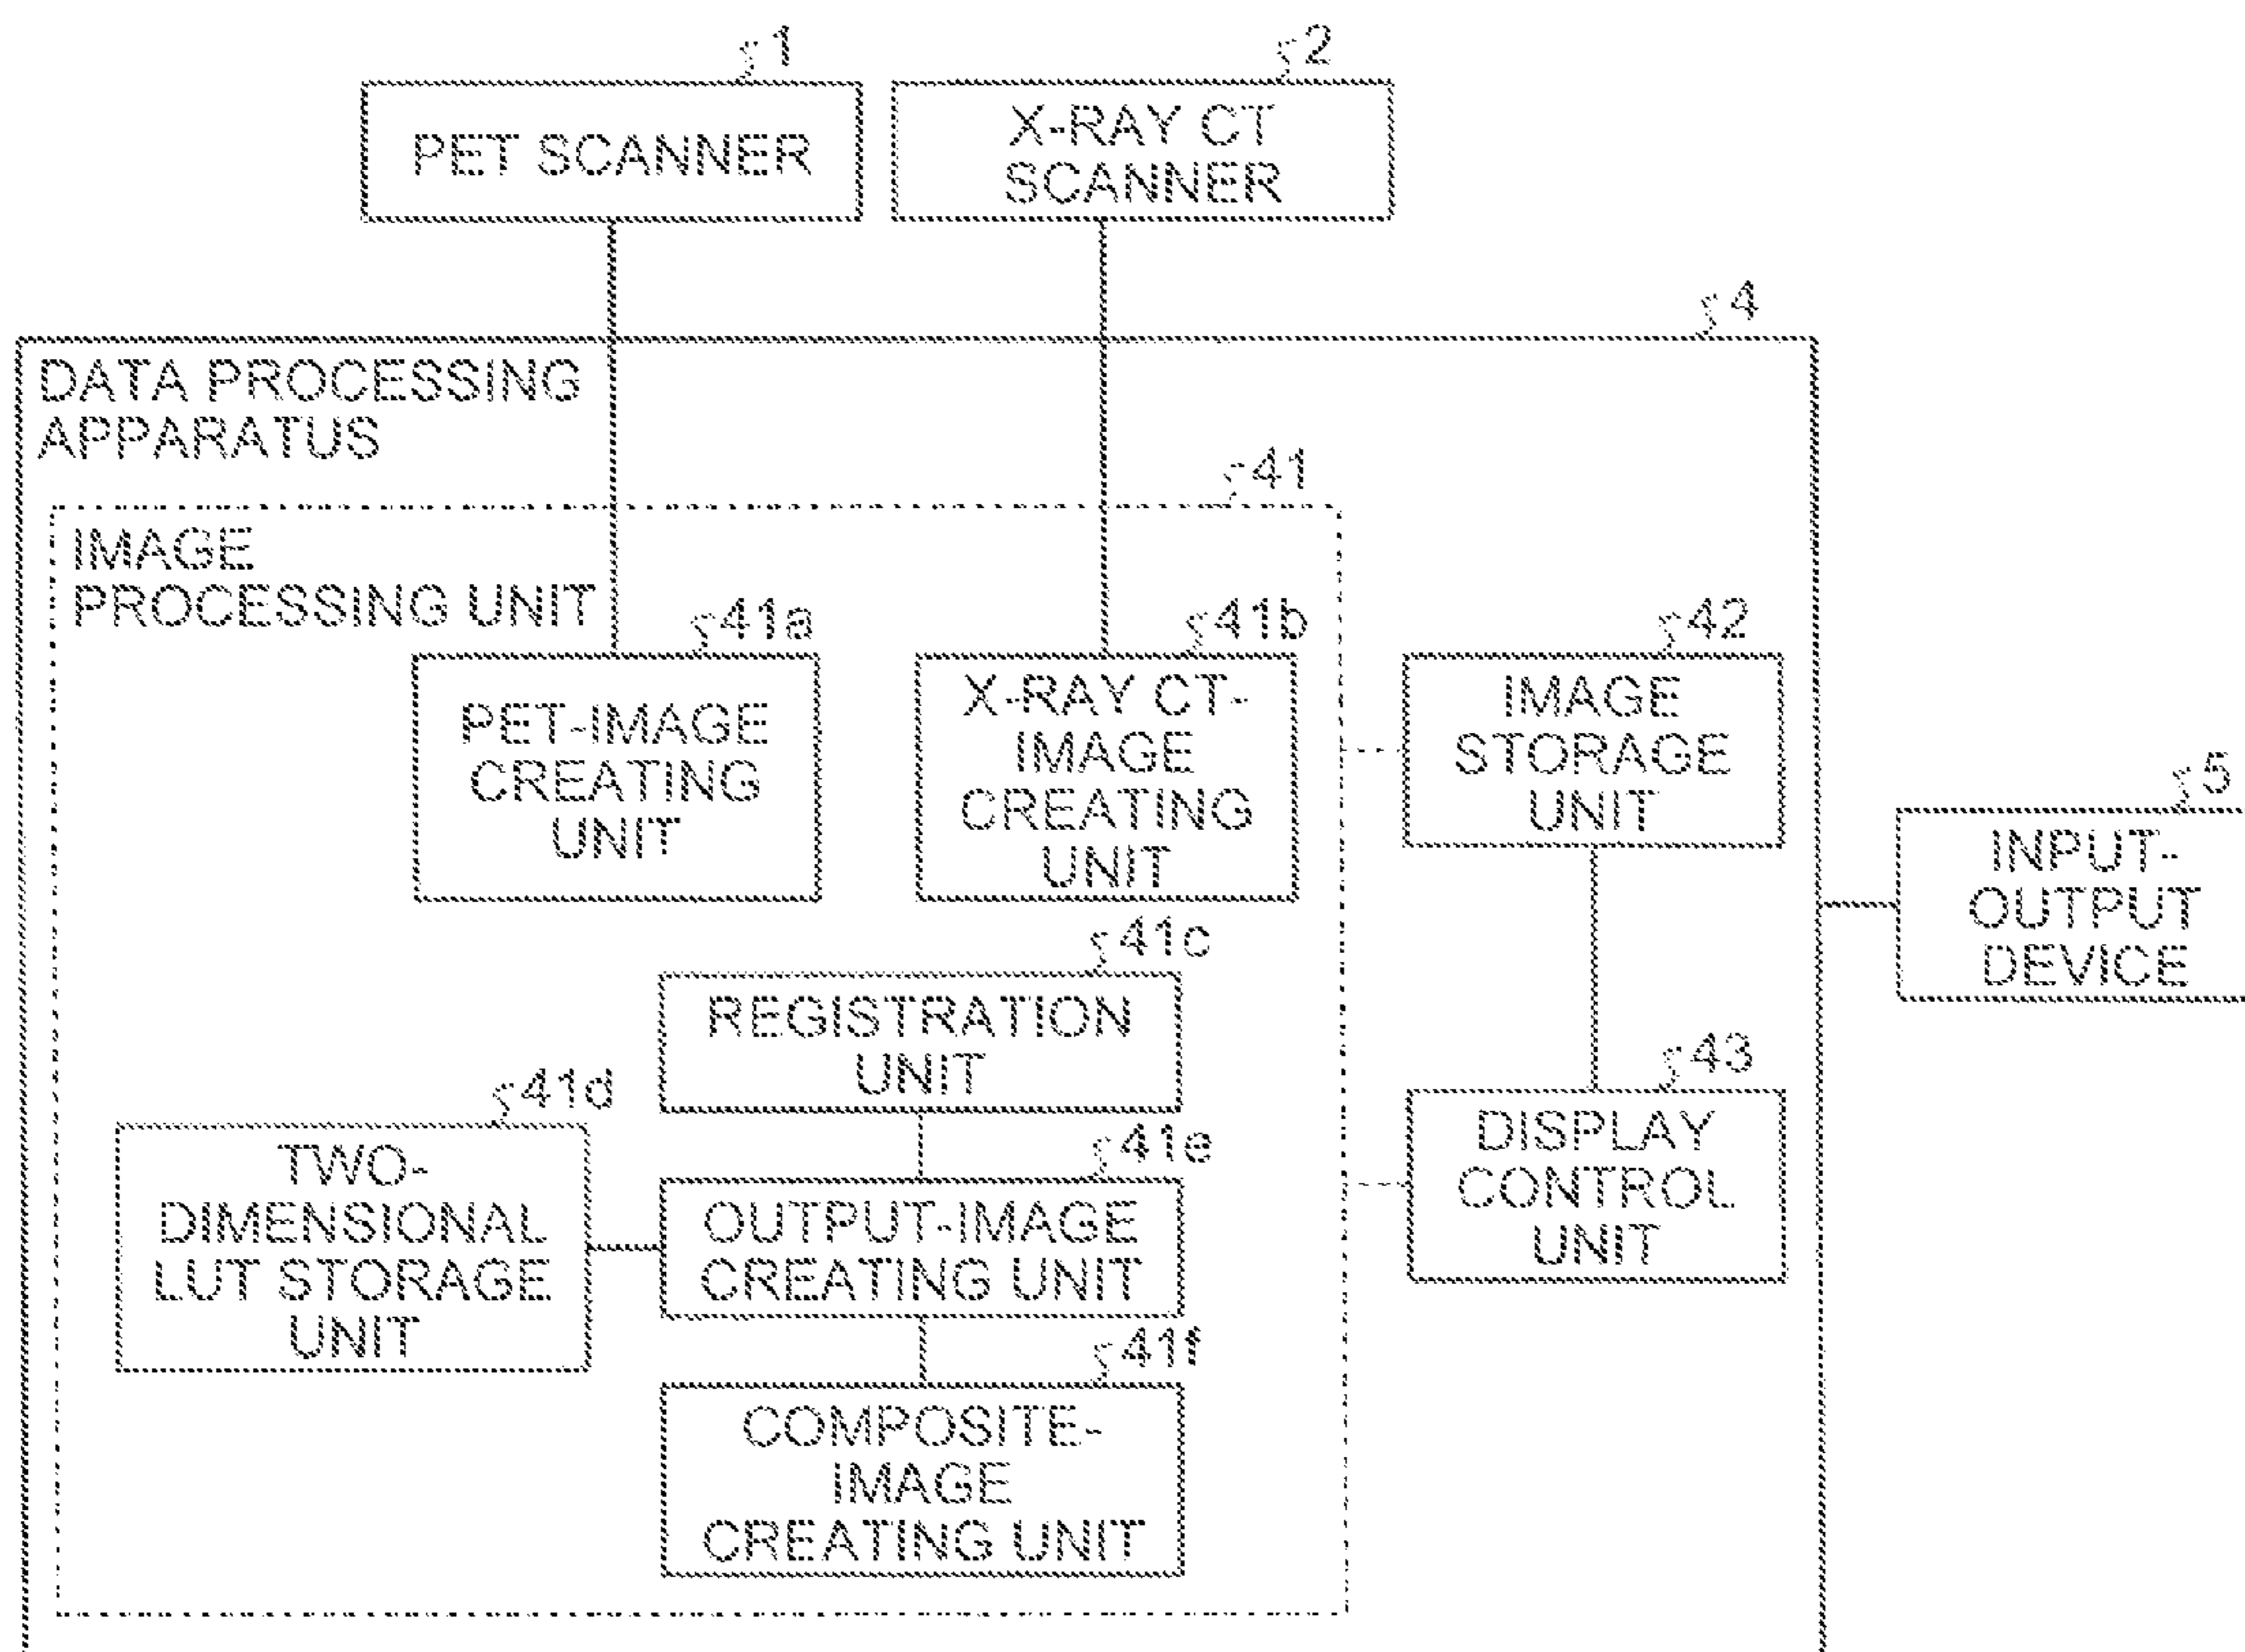 1
PET SCANNER
2
X-RAY CT
SCANNER
4
DATA PROCESSING
APPARATUS
41
IMAGE
PROCESSING UNIT
41a
PET-IMAGE
CREATING
UNIT
41b
X-RAY CT-
IMAGE
CREATING
UNIT
42
IMAGE
STORAGE
UNIT
5
INPUT-
OUTPUT
DEVICE
41c
REGISTRATION
UNIT
43
DISPLAY
CONTROL
UNIT
41d
TWO-
DIMENSIONAL
LUT STORAGE
UNIT
41e
OUTPUT-IMAGE
CREATING UNIT
41f
COMPOSITE-
IMAGE
CREATING UNIT